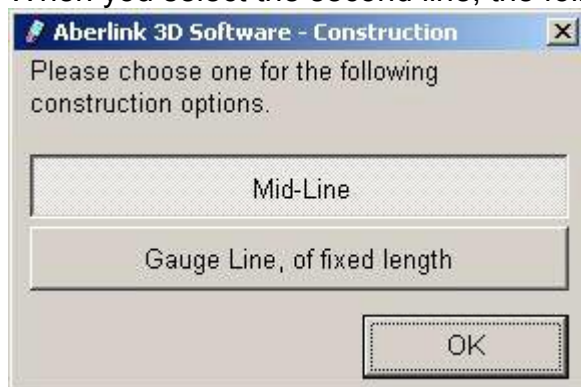 When you select the second line, the fol
Aberlink 3D Software - Construction
Please choose one for the following
construction options.
Mid-Line
Gauge Line, of fixed length
OK